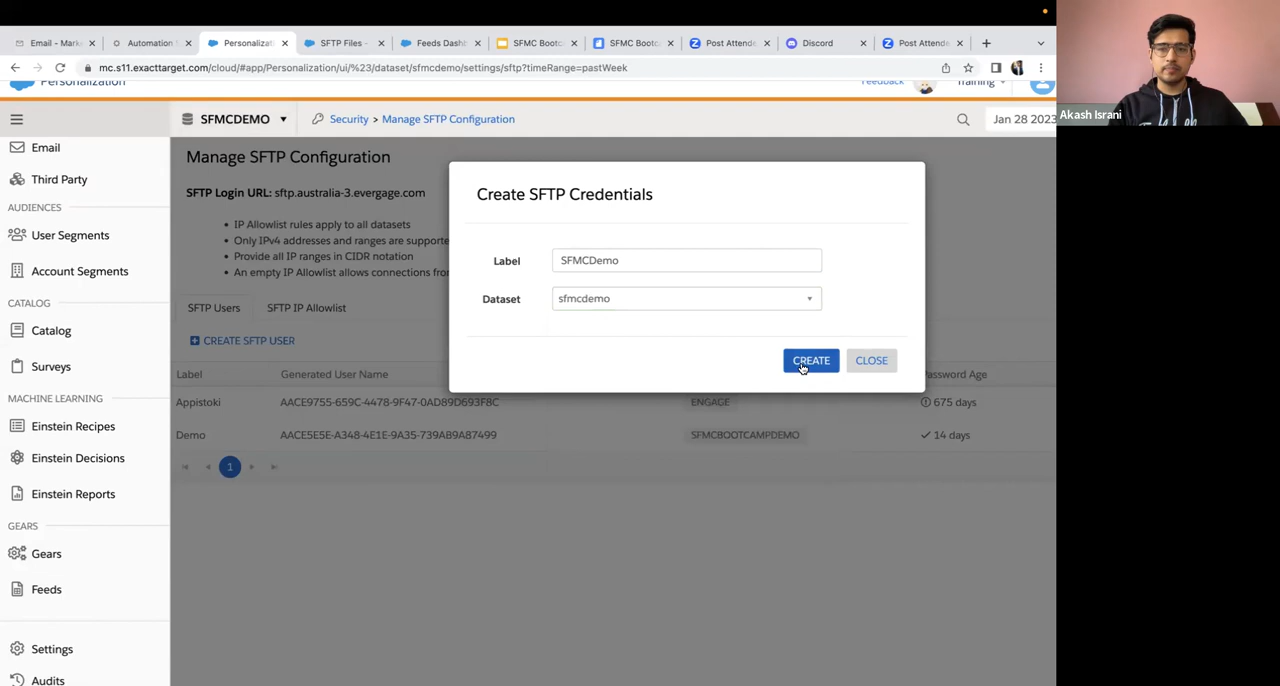 Email - Mark
Automation
Personalizati
SFTP Files -
Feeds Dash
SFMC Bootc
SFMC Bootc
Post Attende
Discord
Post Attende
mc.s11.exacttarget.com/cloud/#app/Personalization/ui/%23/dataset/sfmcdemo/settings/sftp?timeRange=pastWeek
Personalization
Feedback
Training
Akash Israni
SFMCDEMO
Security > Manage SFTP Configuration
Jan 28 2023
Email
Third Party
AUDIENCES
User Segments
Account Segments
CATALOG
Catalog
Surveys
MACHINE LEARNING
Einstein Recipes
Einstein Decisions
Einstein Reports
GEARS
Gears
Feeds
Settings
Audits
Manage SFTP Configuration
SFTP Login URL: sftp.australia-3.evergage.com
• IP Allowlist rules apply to all datasets
• Only IPv4 addresses and ranges are supporte
• Provide all IP ranges in CIDR notation
• An empty IP Allowlist allows connections from
SFTP Users
SFTP IP Allowlist
CREATE SFTP USER
Label Generated User Name Password Age
Appistoki AACE9755-659C-4478-9F47-0AD89D693F8C ENGAGE 675 days
Demo AACE5E5E-A348-4E1E-9A35-739AB9A87499 SFMCBOOTCAMPDEMO 14 days
1
Create SFTP Credentials
Label SFMCDemo
Dataset sfmcdemo
CREATE CLOSE